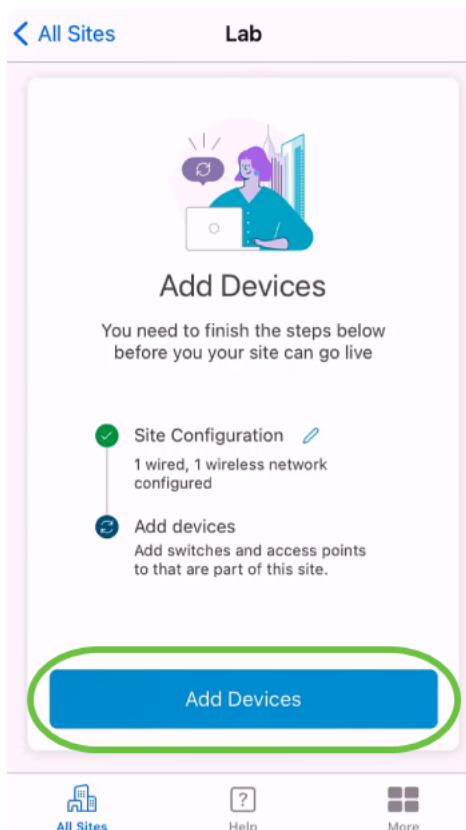 All Sites
Lab
Add Devices
You need to finish the steps below
before you your site can go live
Site Configuration
1 wired, 1 wireless network
configured
Add devices
Add switches and access points
to that are part of this site.
Add Devices
?
All Sites
Help
More